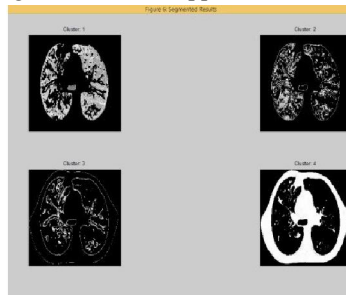 Figure 6: Segmented Results
Cluster: 1
Cluster: 2
Cluster: 3
Cluster: 4